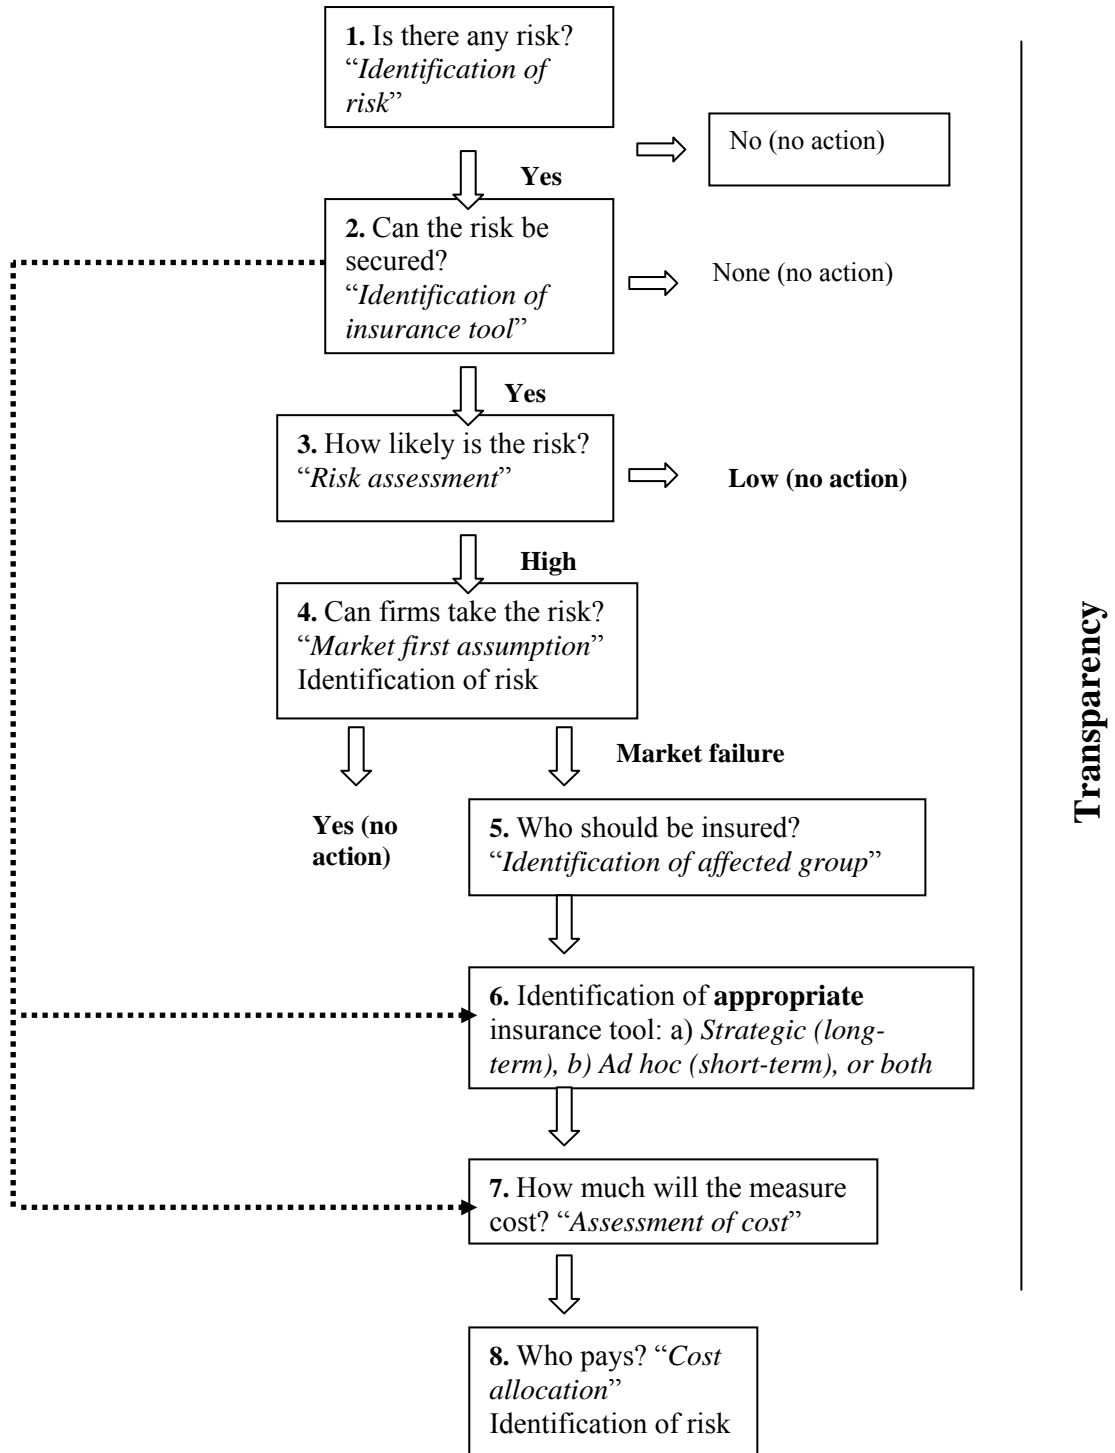 1. Is there any risk?
“Identification of
risk”
No (no action)
Yes
2. Can the risk be
secured?
“Identification of
insurance tool”
None (no action)
Yes
3. How likely is the risk?
“Risk assessment”
Low (no action)
High
4. Can firms take the risk?
“Market first assumption”
Identification of risk
Market failure
Yes (no
action)
5. Who should be insured?
“Identification of affected group”
6. Identification of appropriate
insurance tool: a) Strategic (long-
term), b) Ad hoc (short-term), or both
7. How much will the measure
cost? “Assessment of cost”
8. Who pays? “Cost
allocation”
Identification of risk
Transparency